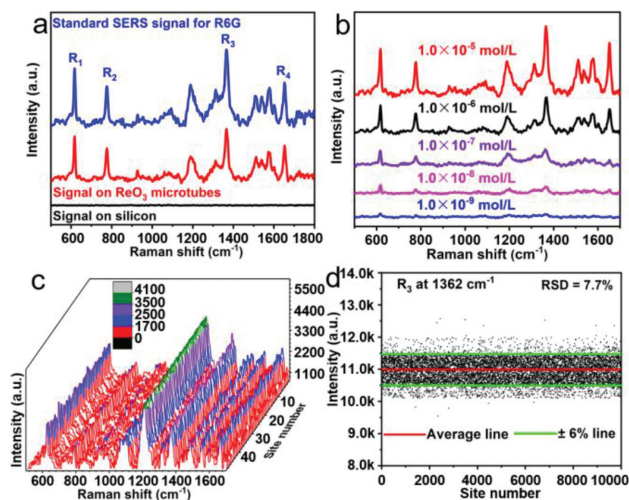 a
Standard SERS signal for R6G
R₁
R₂
R₃
R₄
Signal on ReO₃ microtubes
Signal on silicon
Intensity (a.u.)
600 800 1000 1200 1400 1600 1800
Raman shift (cm⁻¹)
b
1.0×10⁻⁵ mol/L
1.0×10⁻⁶ mol/L
1.0×10⁻⁷ mol/L
1.0×10⁻⁸ mol/L
1.0×10⁻⁹ mol/L
Intensity (a.u.)
600 800 1000 1200 1400 1600
Raman shift (cm⁻¹)
c
4100
3500
2500
1700
0
5500
4400
3300
2200
1100
Intensity (a.u.)
10
20
30
40
Site number
Intensity (a.u.)
600 800 1000 1200 1400 1600
Raman shift (cm⁻¹)
d
R₃ at 1362 cm⁻¹ RSD = 7.7%
14.0k
13.0k
12.0k
11.0k
10.0k
9.0k
8.0k
Intensity (a.u.)
Average line ± 6% line
0 2000 4000 6000 8000 10000
Site number